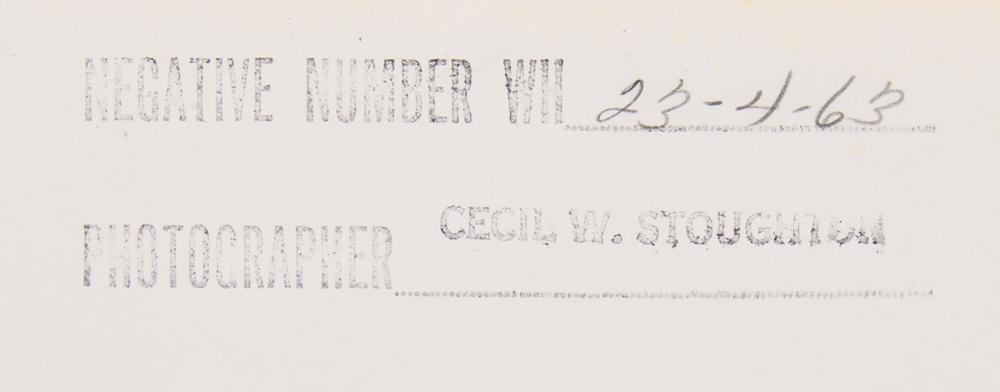 NEGATIVE NUMBER WH 23-4-63
PHOTOGRAPHER CECIL W. STOUGHTON